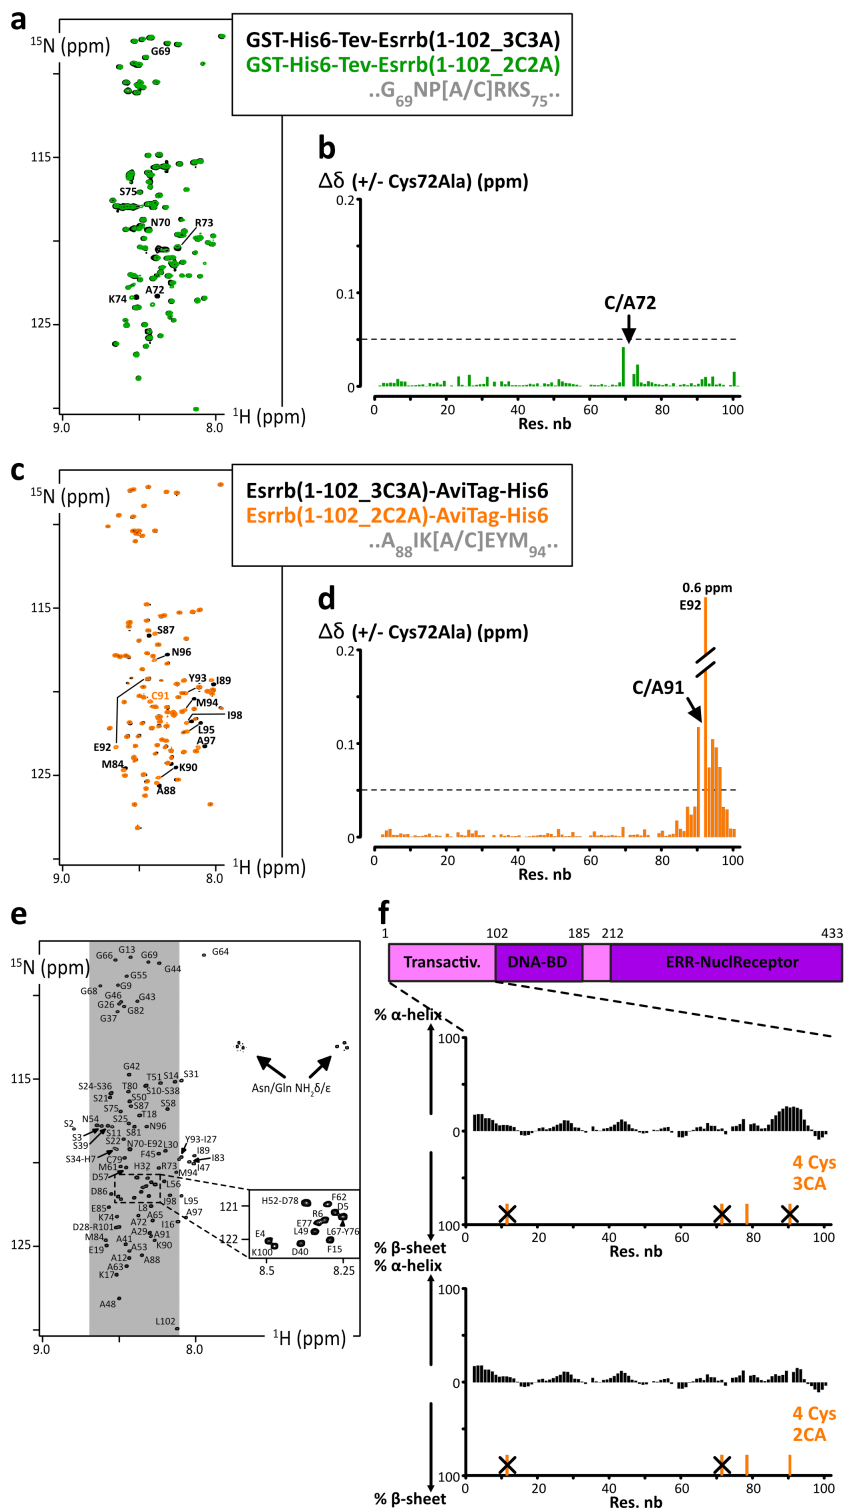 a
15N (ppm)
G69
GST-His6-Tev-Esrrb(1-102_3C3A)
GST-His6-Tev-Esrrb(1-102_2C2A)
..G69NP[A/C]RKS75..
115
S75
N70
R73
K74
A72
125
9.0
8.0
1H (ppm)
b
Δδ (+/- Cys72Ala) (ppm)
0.2
0.1
0
C/A72
0
20
40
60
80
100
Res. nb
c
15N (ppm)
Esrrb(1-102_3C3A)-AviTag-His6
Esrrb(1-102_2C2A)-AviTag-His6
..A88IK[A/C]EYM94..
115
S87
N96
Y93
I89
C91
M94
I98
L95
E92
A97
M84
K90
A88
125
9.0
8.0
1H (ppm)
d
Δδ (+/- Cys72Ala) (ppm)
0.6 ppm
E92
0.2
0.1
0
C/A91
0
20
40
60
80
100
Res. nb
e
15N (ppm)
G13
G66
G69
G64
G44
G55
G68
G9
G46
G43
G26
G82
G37
Asn/Gln NH2δ/ε
115
G42
T51
S14
S31
S24-S36
T80
S10-S38
S21
S50
S87
S58
S75
T18
N54
S25
S2
N96
S3
S11
S81
S39
S22
N70-E92
L30
Y93-I27
S34-H7
F45
I89
C79
I83
M61
H32
R73
I47
D57
M94
D86
L56
I98
L95
E85
L8
A65
A97
K74
A72
I16
D28-R101
A29
A91
M84
A41
K90
E19
A53
A12
A88
A63
K17
A48
L102
125
H52-D78
F62
D5
121
R6
E77
E4
L49
L67-Y76
122
K100
D40
F15
8.5
8.25
9.0
8.0
1H (ppm)
f
1
102
185
212
433
Transactiv.
DNA-BD
ERR-NuclReceptor
% α-helix
100
0
4 Cys
3CA
100
% β-sheet
0
20
40
60
80
100
% α-helix
100
0
4 Cys
2CA
100
% β-sheet
0
20
40
60
80
100
Res. nb